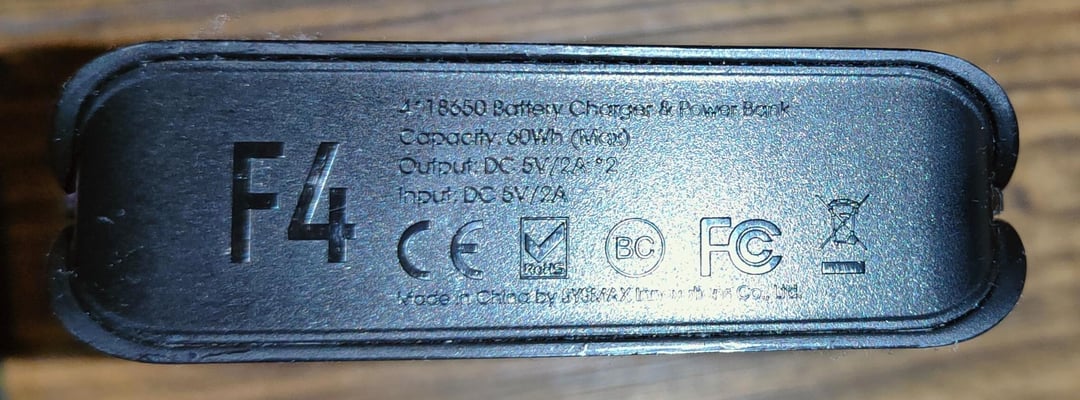 F4
4*18650 Battery Charger & Power Bank
Capacity: 60Wh (Max)
Output: DC 5V/2A *2
Input: DC 5V/2A
CE
RoHS
BC
FC
Made in China by Innovations Co., Ltd.